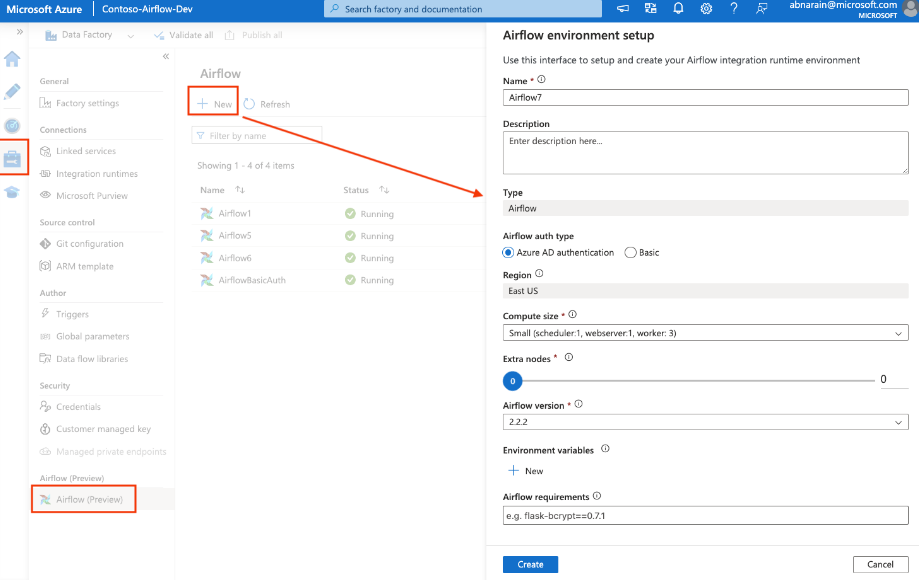 Microsoft Azure
Contoso-Airflow-Dev
Search factory and documentation
abnarain@microsoft.com
MICROSOFT
Data Factory
Validate all
Publish all
General
Factory settings
Connections
Linked services
Integration runtimes
Microsoft Purview
Source control
Git configuration
ARM template
Author
Triggers
Global parameters
Data flow libraries
Security
Credentials
Customer managed key
Managed private endpoints
Airflow (Preview)
Airflow (Preview)
Airflow
New
Refresh
Filter by name
Showing 1 - 4 of 4 items
Name Status
Airflow1 Running
Airflow5 Running
Airflow6 Running
AirflowBasicAuth Running
Airflow environment setup
Use this interface to setup and create your Airflow integration runtime environment
Name *
Airflow7
Description
Enter description here...
Type
Airflow
Airflow auth type
Azure AD authentication Basic
Region
East US
Compute size *
Small (scheduler:1, webserver:1, worker: 3)
Extra nodes *
0 0
Airflow version *
2.2.2
Environment variables
New
Airflow requirements
e.g. flask-bcrypt==0.7.1
Create Cancel